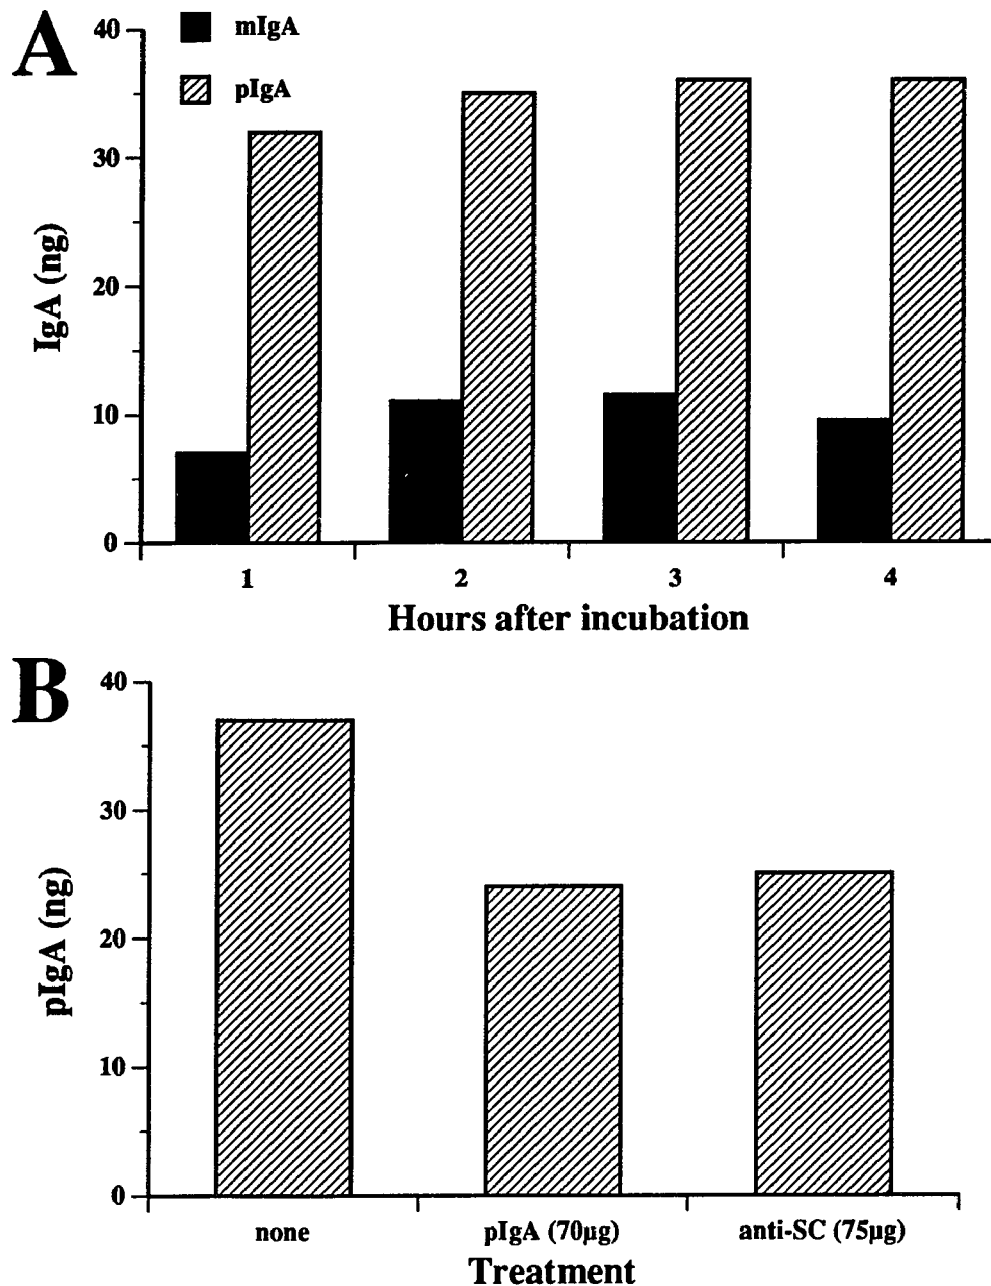 A
mIgA
pIgA
40
30
20
10
0
IgA (ng)
1 2 3 4
Hours after incubation
B
40
30
20
10
0
pIgA (ng)
none pIgA (70µg) anti-SC (75µg)
Treatment